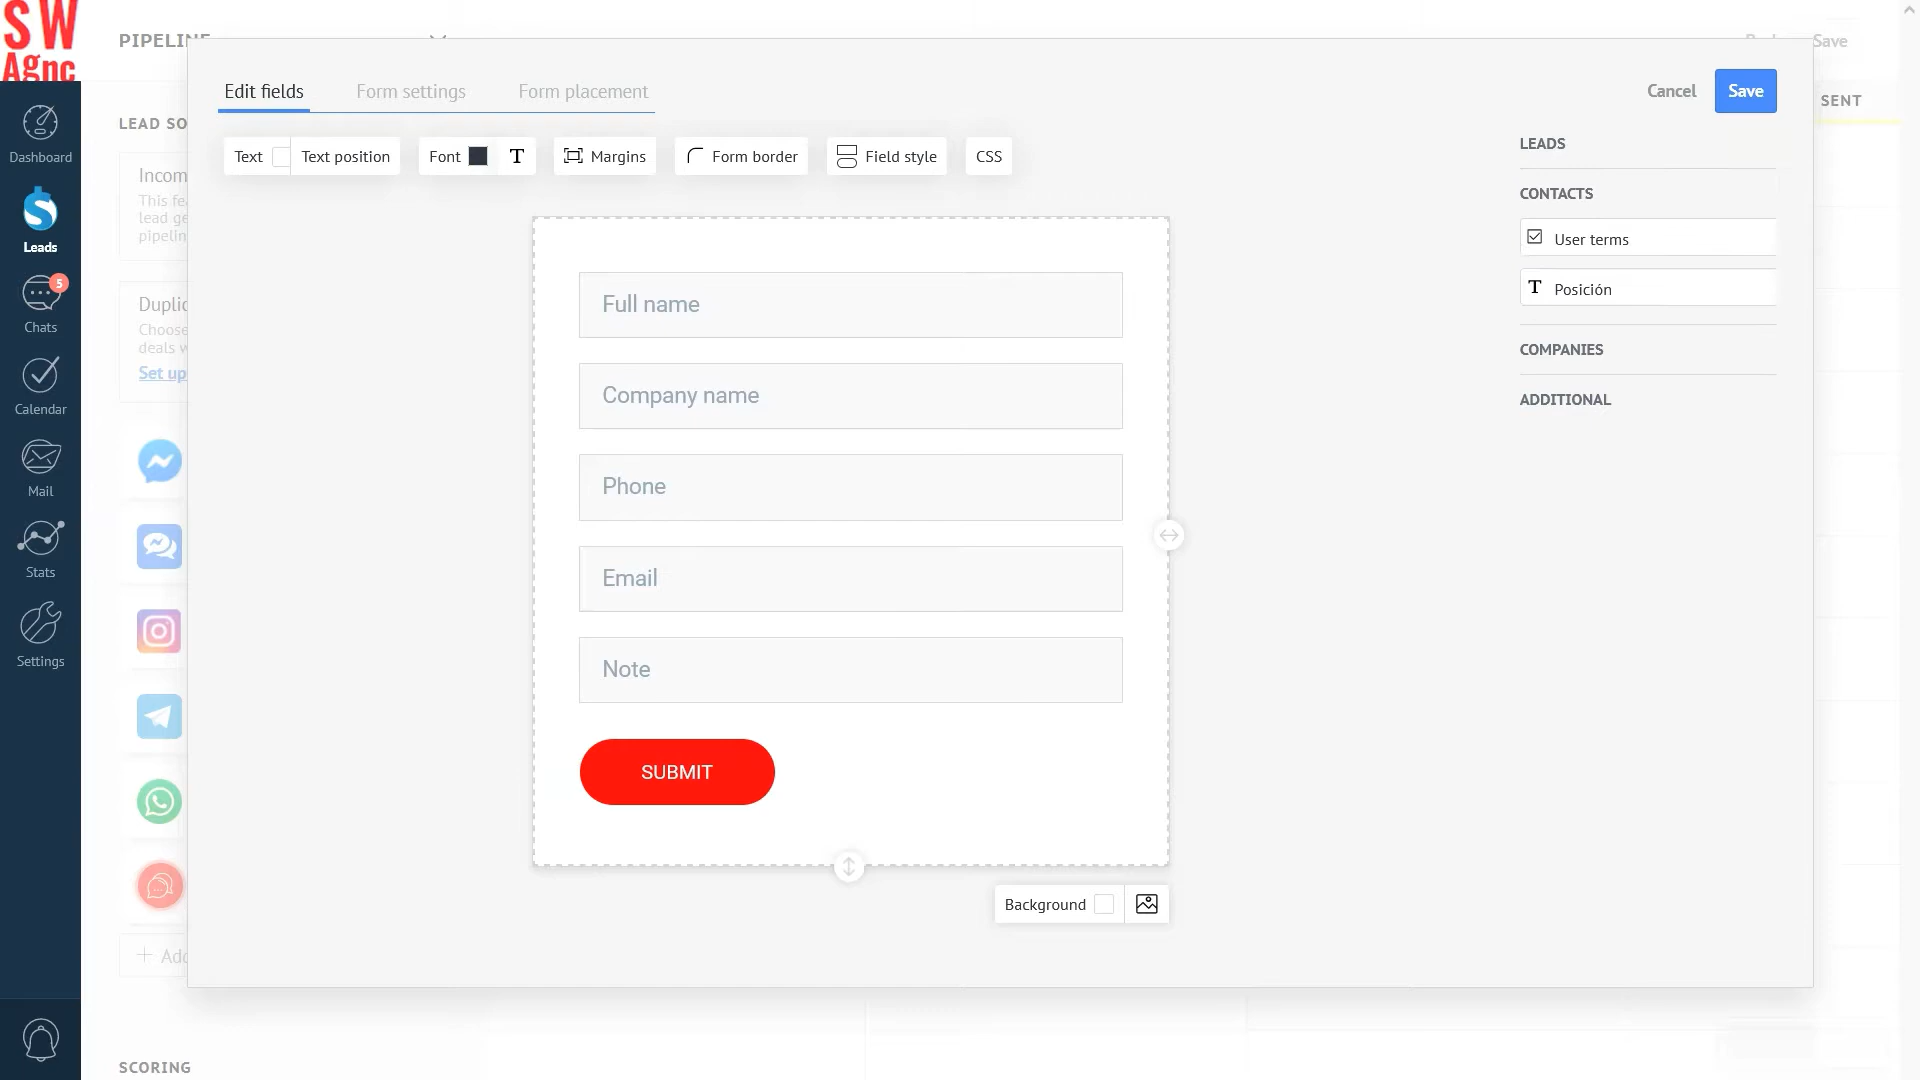 SW
Agnc
PIPELINE
Save
Edit fields
Form settings
Form placement
Cancel
Save
SENT
LEAD SO
Text
Text position
Font
T
Margins
Form border
Field style
CSS
LEADS
CONTACTS
User terms
T Posición
COMPANIES
ADDITIONAL
Dashboard
Leads
5
Chats
Calendar
Mail
Stats
Settings
Incom
This fea
lead ge
pipelin
Duplic
Choose
deals w
Set up
+ Add
SCORING
Full name
Company name
Phone
Email
Note
SUBMIT
Background